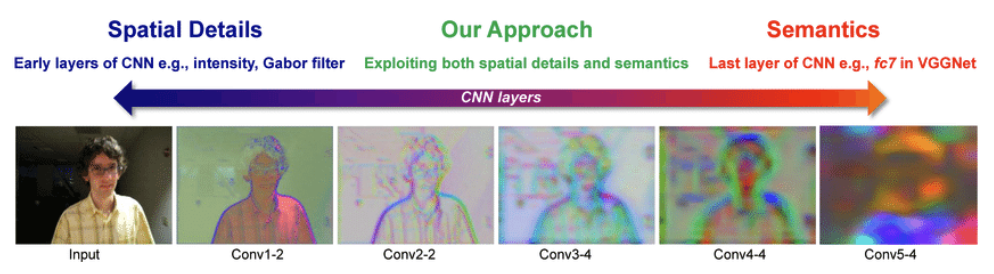 Spatial Details
Our Approach
Semantics
Early layers of CNN e.g., intensity, Gabor filter
Exploiting both spatial details and semantics
Last layer of CNN e.g., fc7 in VGGNet
CNN layers
Input
Conv1-2
Conv2-2
Conv3-4
Conv4-4
Conv5-4